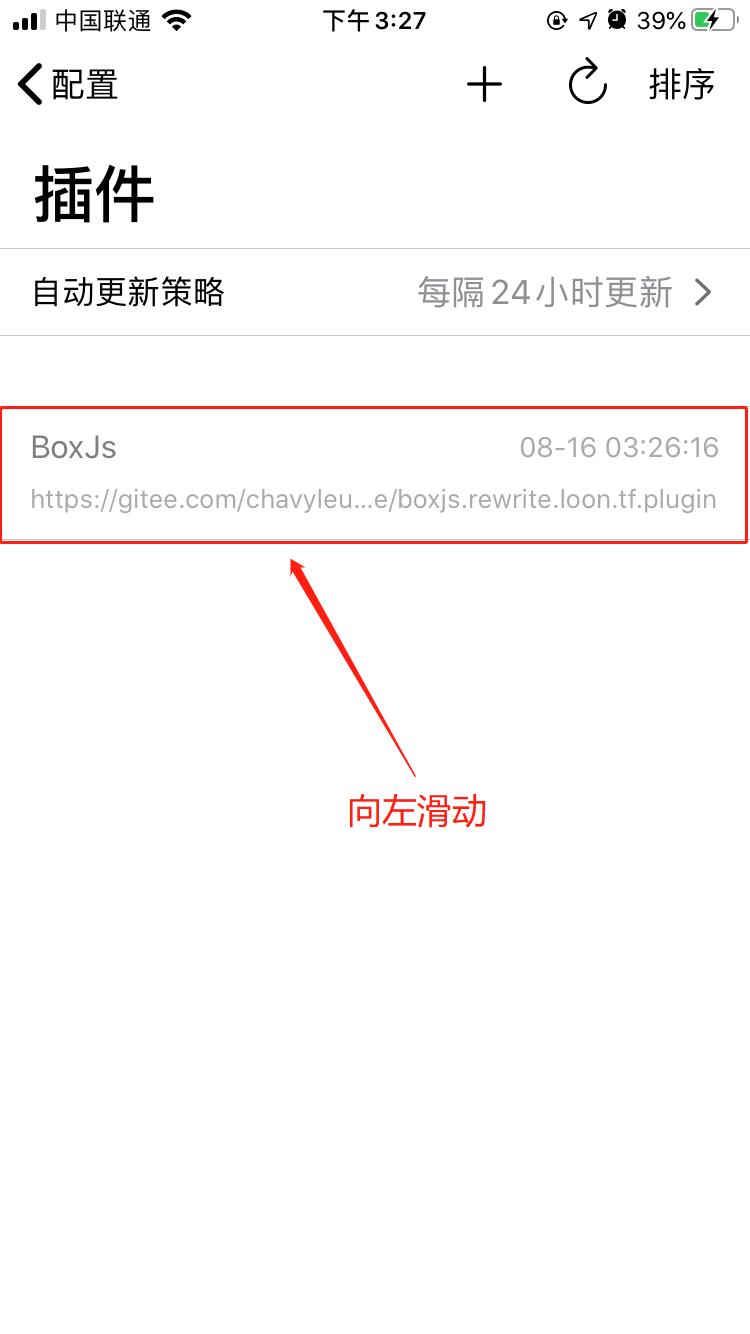 中国联通 下午3:27 39%
配置 排序
插件
自动更新策略 每隔24小时更新
BoxJs 08-16 03:26:16
https://gitee.com/chavyleu...e/boxjs.rewrite.loon.tf.plugin
向左滑动